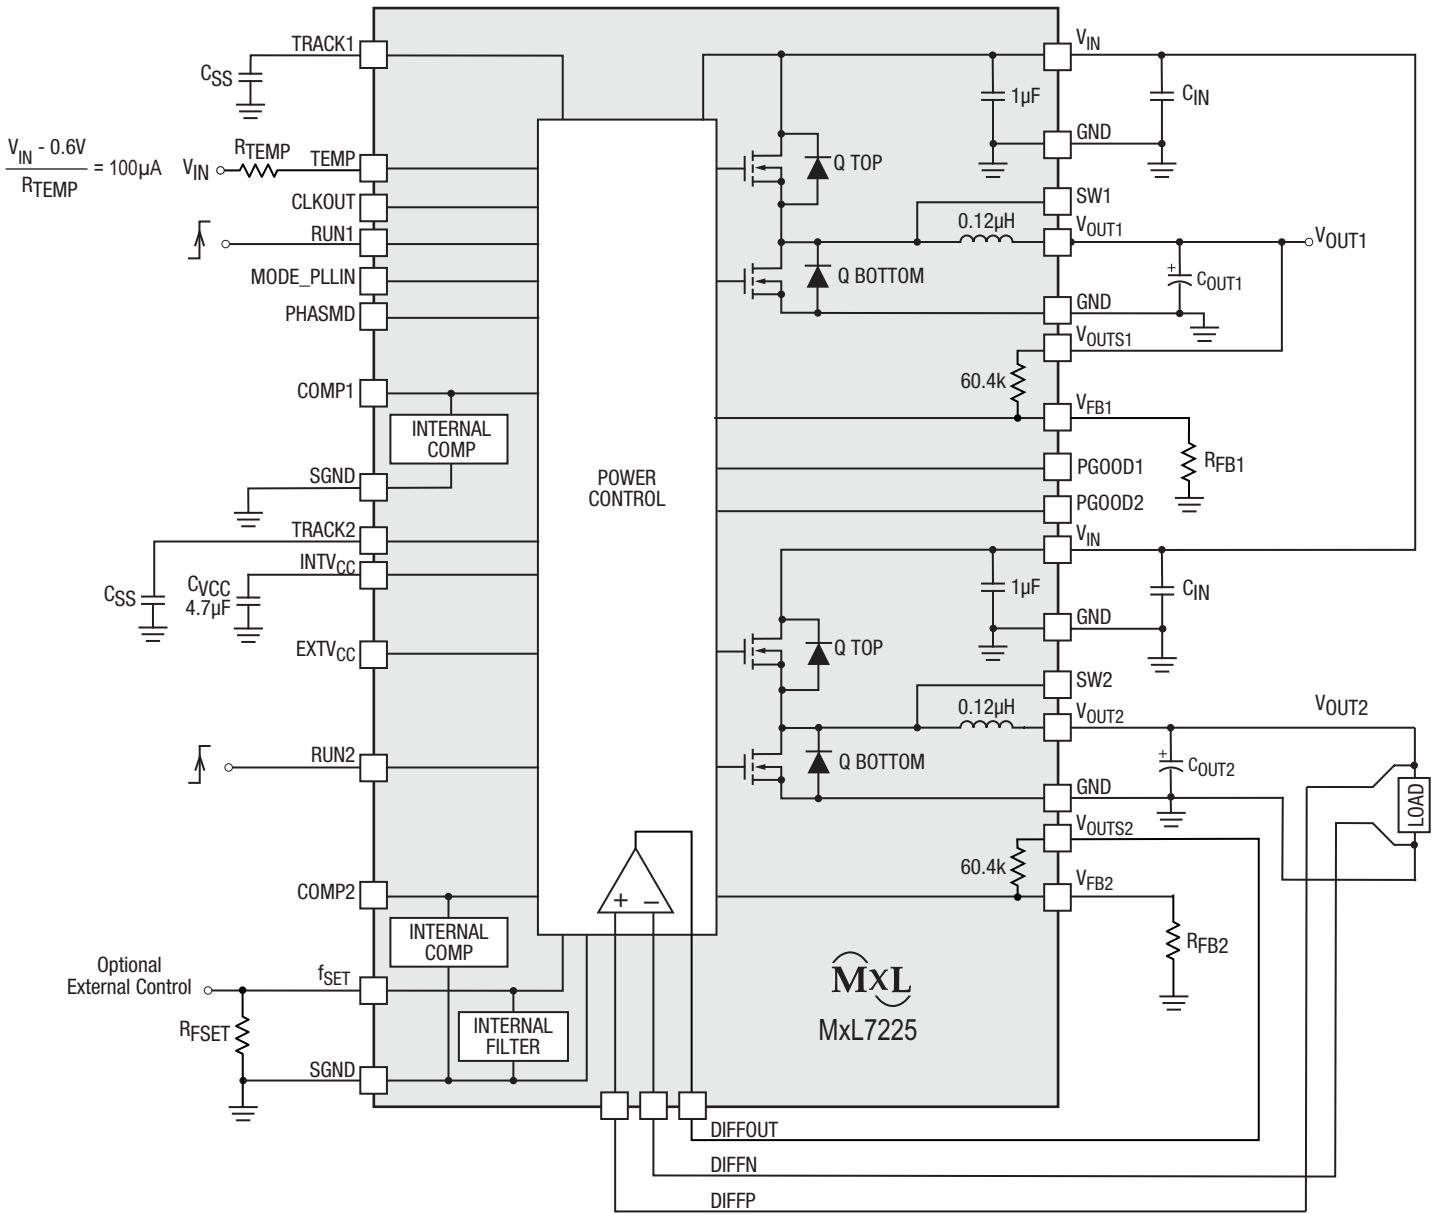 TRACK1
CSS
VIN - 0.6V
RTEMP
= 100µA
VIN
RTEMP
TEMP
CLKOUT
RUN1
MODE_PLLIN
PHASMD
COMP1
INTERNAL
COMP
SGND
TRACK2
INTVCC
CSS
CVCC
4.7µF
EXTVCC
RUN2
COMP2
INTERNAL
COMP
Optional
External Control
fSET
RFSET
INTERNAL
FILTER
SGND
POWER
CONTROL
+
–
VIN
1µF
CIN
GND
Q TOP
SW1
0.12µH
VOUT1
VOUT1
Q BOTTOM
+
COUT1
GND
VOUTS1
60.4k
VFB1
RFB1
PGOOD1
PGOOD2
VIN
1µF
CIN
GND
Q TOP
SW2
0.12µH
VOUT2
VOUT2
Q BOTTOM
+
COUT2
GND
LOAD
VOUTS2
60.4k
VFB2
RFB2
MXL
MxL7225
DIFFOUT
DIFFN
DIFFP